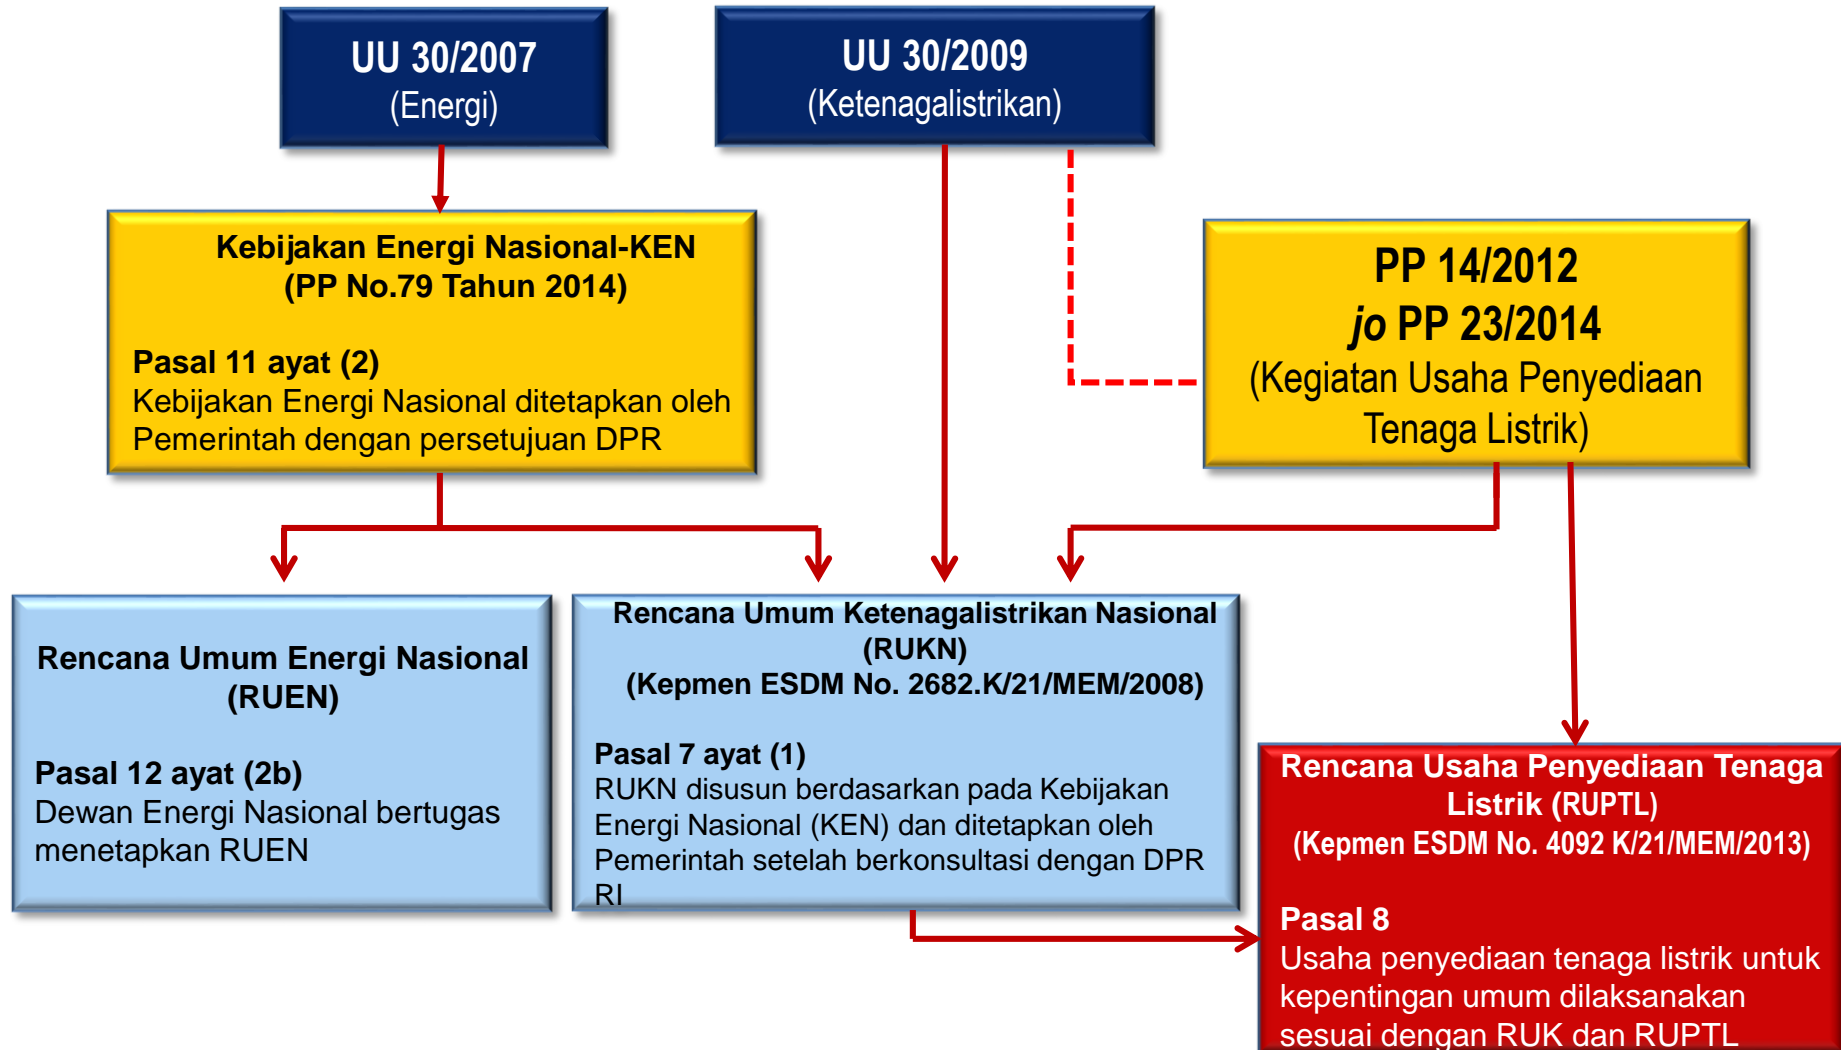 UU 30/2007
(Energi)
UU 30/2009
(Ketenagalistrikan)
Kebijakan Energi Nasional-KEN
(PP No.79 Tahun 2014)
Pasal 11 ayat (2)
Kebijakan Energi Nasional ditetapkan oleh
Pemerintah dengan persetujuan DPR
PP 14/2012
jo PP 23/2014
(Kegiatan Usaha Penyediaan
Tenaga Listrik)
Rencana Umum Energi Nasional
(RUEN)
Pasal 12 ayat (2b)
Dewan Energi Nasional bertugas
menetapkan RUEN
Rencana Umum Ketenagalistrikan Nasional
(RUKN)
(Kepmen ESDM No. 2682.K/21/MEM/2008)
Pasal 7 ayat (1)
RUKN disusun berdasarkan pada Kebijakan
Energi Nasional (KEN) dan ditetapkan oleh
Pemerintah setelah berkonsultasi dengan DPR
RI
Rencana Usaha Penyediaan Tenaga
Listrik (RUPTL)
(Kepmen ESDM No. 4092 K/21/MEM/2013)
Pasal 8
Usaha penyediaan tenaga listrik untuk
kepentingan umum dilaksanakan
sesuai dengan RUK dan RUPTL